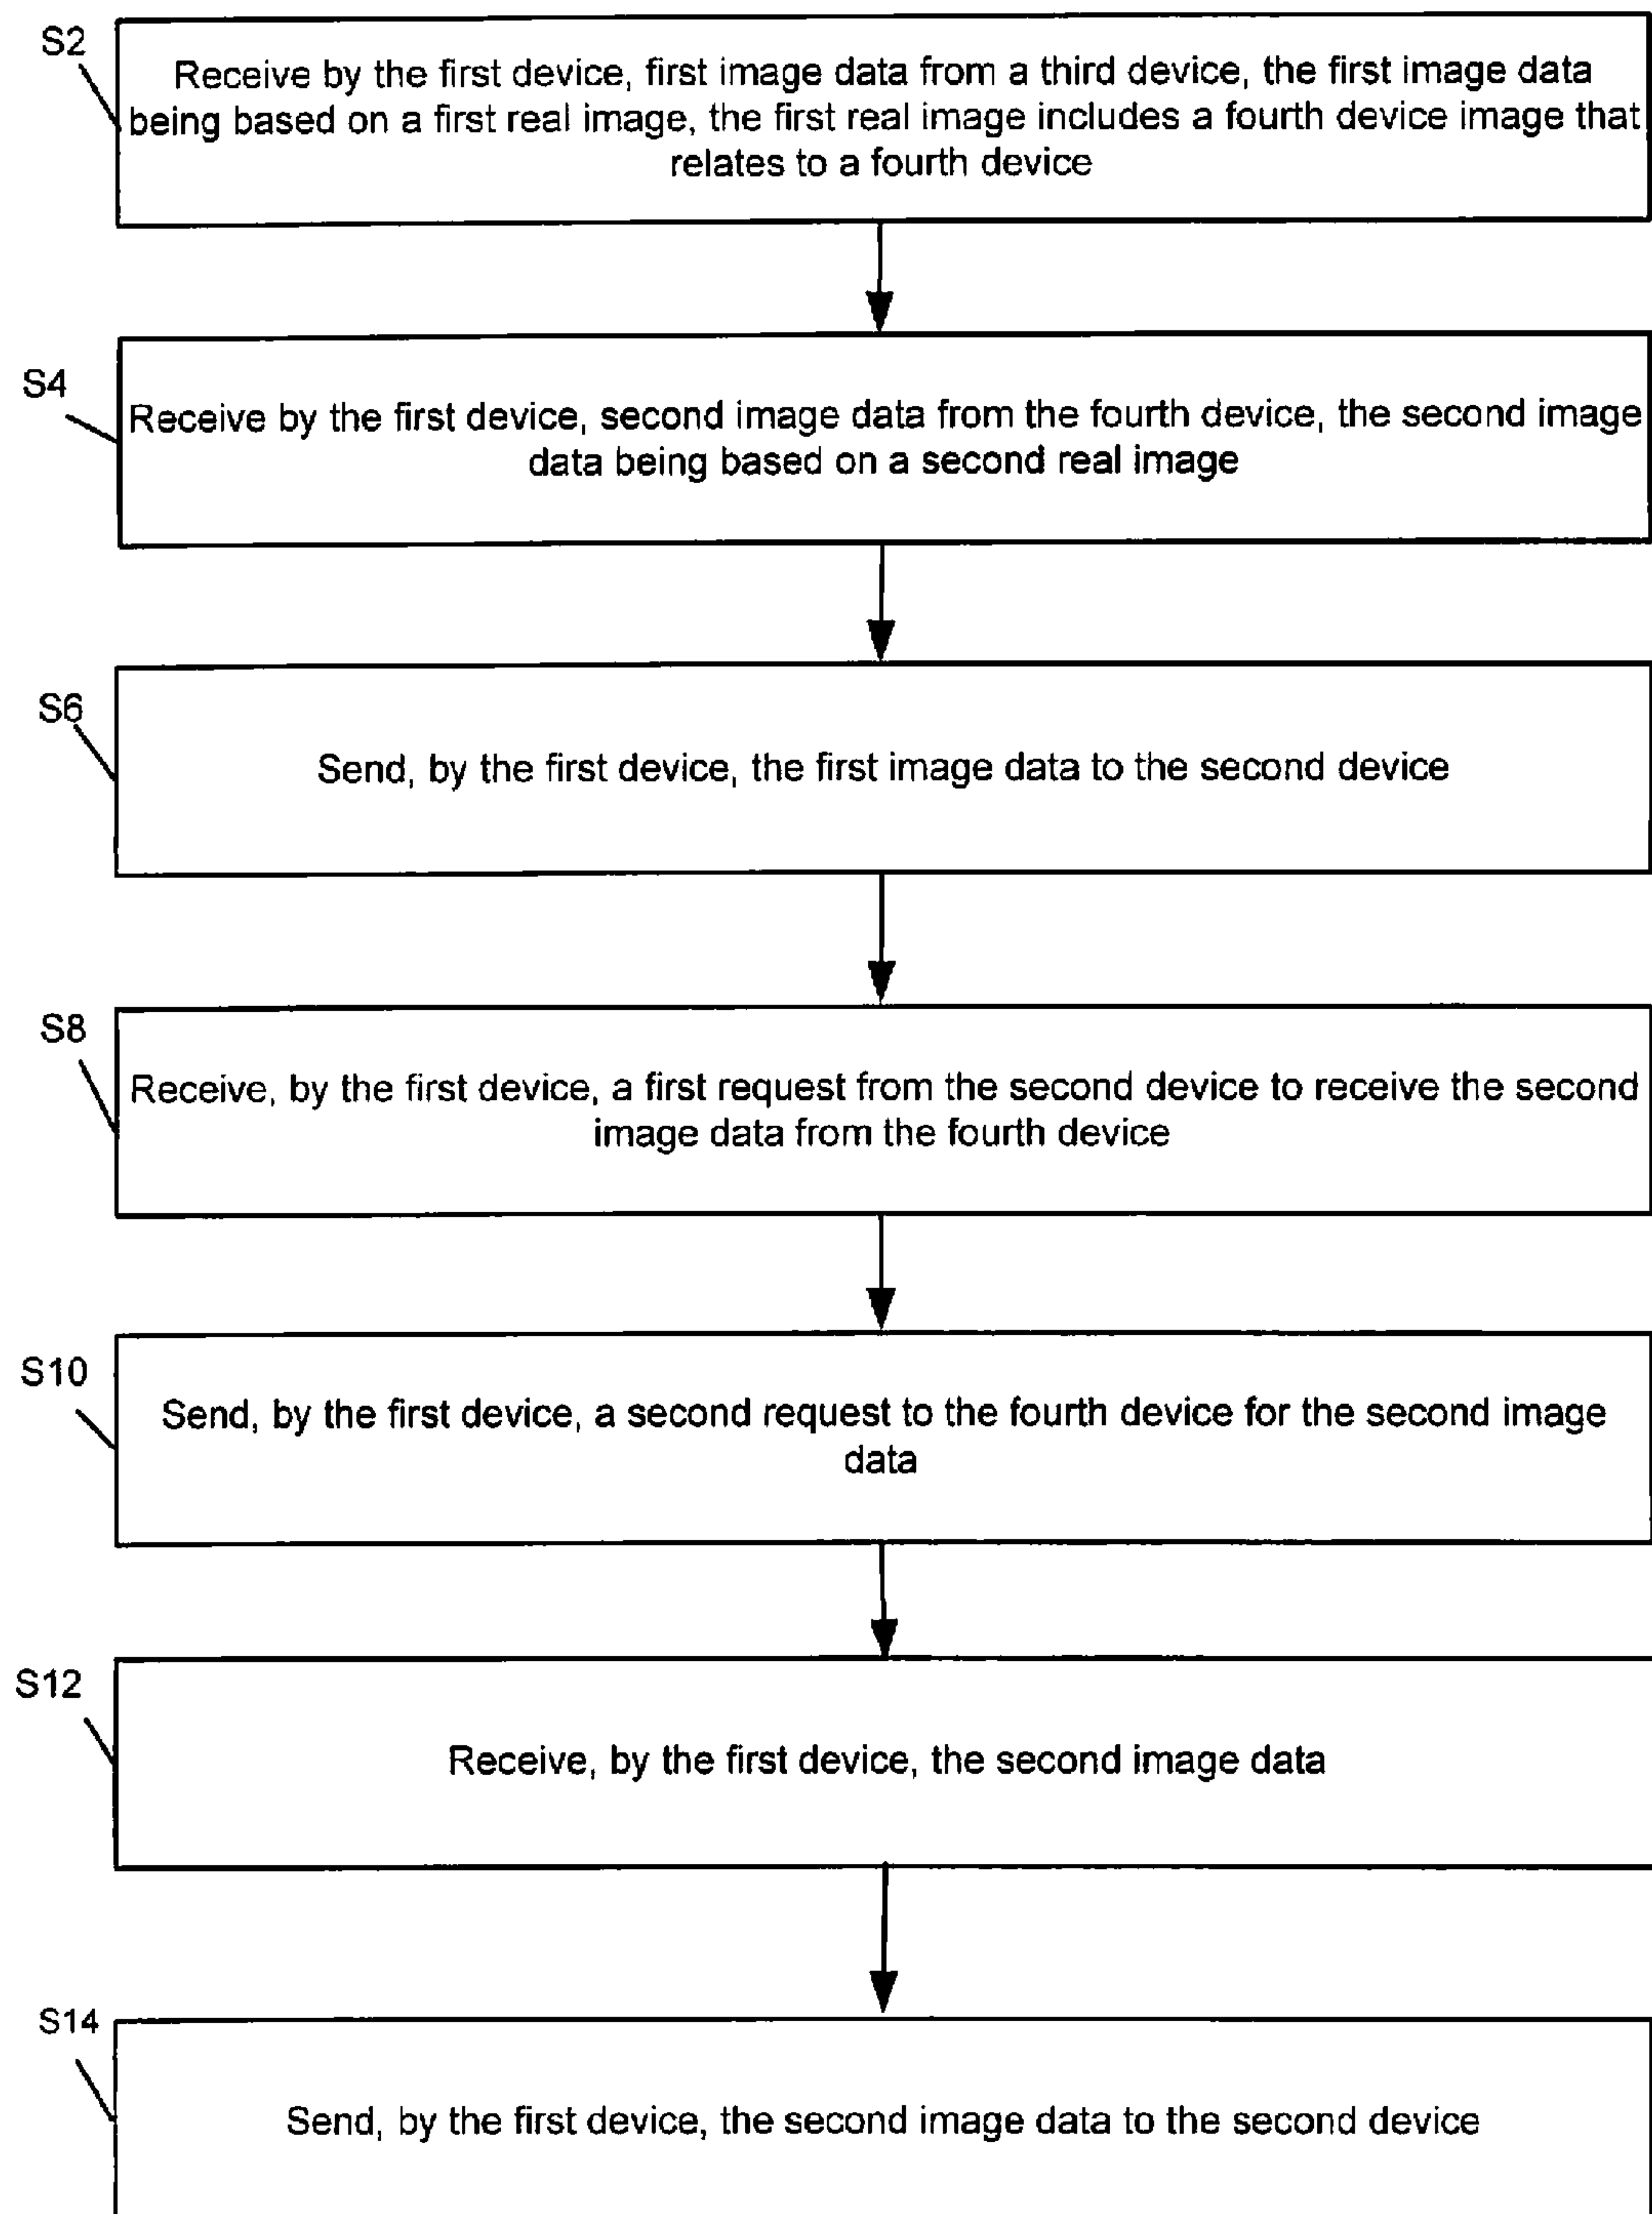 S2
Receive by the first device, first image data from a third device, the first image data
being based on a first real image, the first real image includes a fourth device image that
relates to a fourth device
S4
Receive by the first device, second image data from the fourth device, the second image
data being based on a second real image
S6
Send, by the first device, the first image data to the second device
S8
Receive, by the first device, a first request from the second device to receive the second
image data from the fourth device
S10
Send, by the first device, a second request to the fourth device for the second image
data
S12
Receive, by the first device, the second image data
S14
Send, by the first device, the second image data to the second device